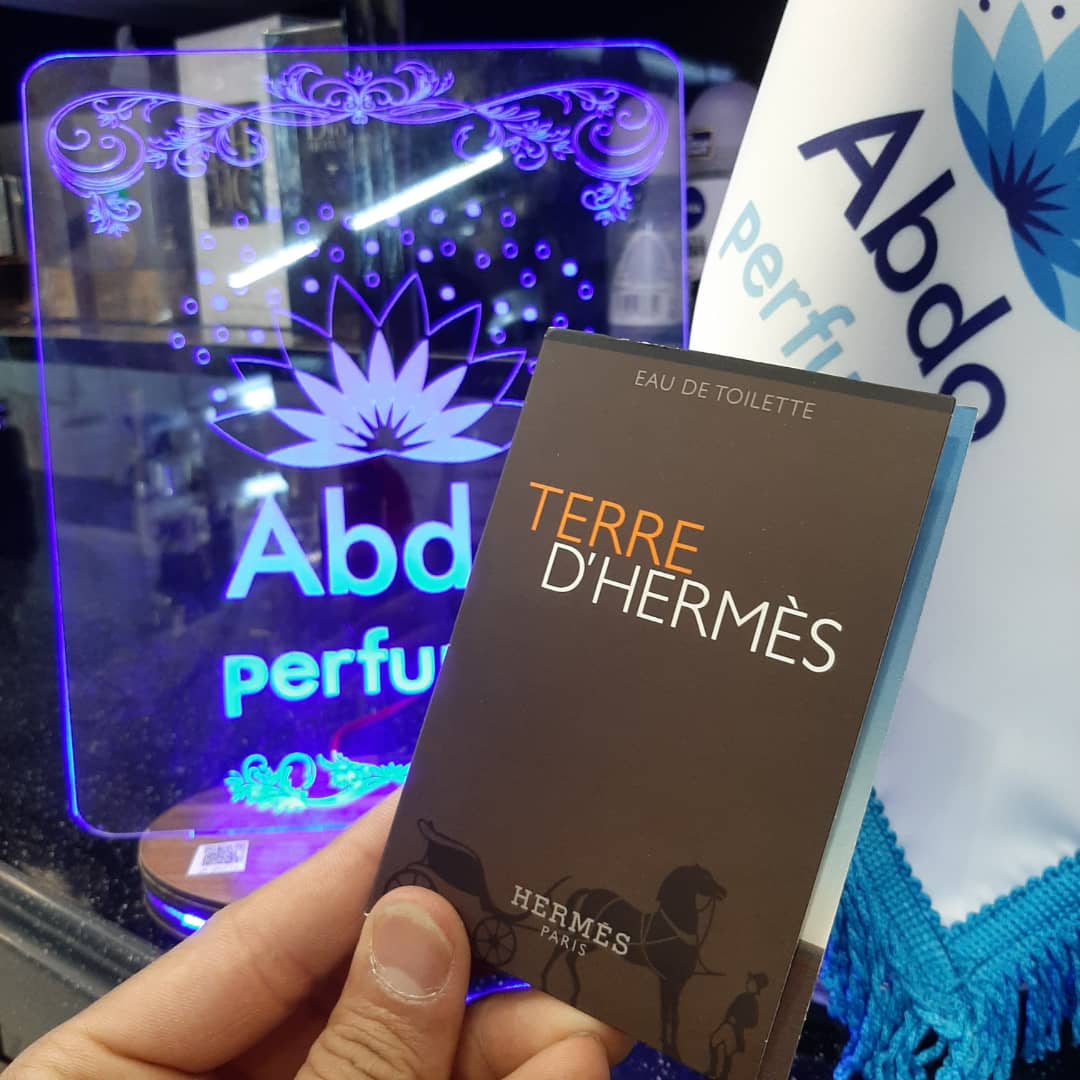 Abd
perfu
Abdo
perfu
EAU DE TOILETTE
TERRE
D'HERMÈS
HERMÈS
PARIS